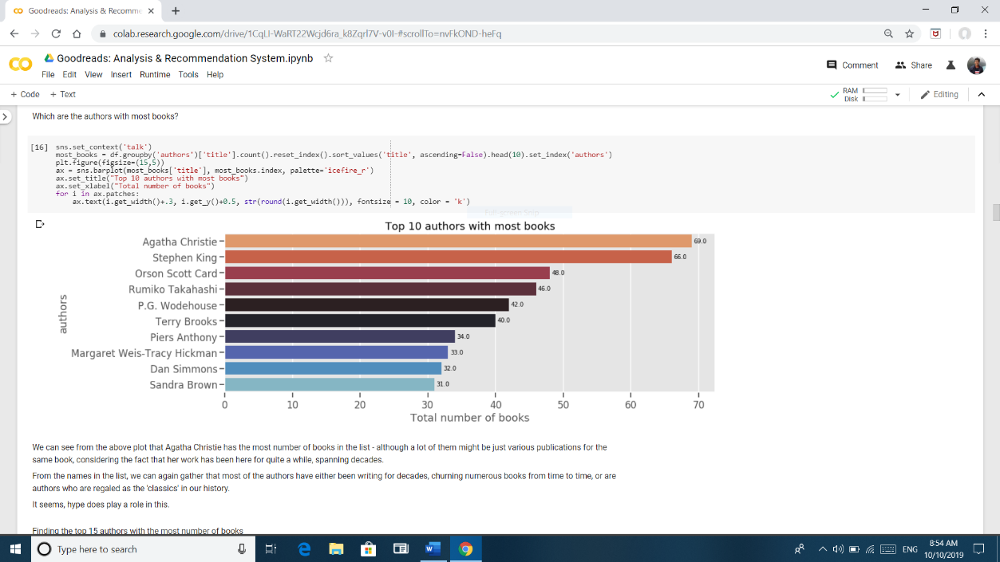 Goodreads: Analysis & Recomme
colab.research.google.com/drive/1CqLI-WaRT22Wcjd6ra_k8Zqrl7V-v0I-#scrollTo=nvFkOND-heFq
Goodreads: Analysis & Recommendation System.ipynb
File Edit View Insert Runtime Tools Help
Comment
Share
+ Code + Text
RAM
Disk
Editing
Which are the authors with most books?
[16] sns.set_context('talk')
most_books = df.groupby('authors')['title'].count().reset_index().sort_values('title', ascending=False).head(10).set_index('authors')
plt.figure(figsize=(15,5))
ax = sns.barplot(most_books['title'], most_books.index, palette='icefire_r')
ax.set_title("Top 10 authors with most books")
ax.set_xlabel("Total number of books")
for i in ax.patches:
ax.text(i.get_width()+.3, i.get_y()+0.5, str(round(i.get_width())), fontsize = 10, color = 'k')
Full-screen Snip
Top 10 authors with most books
Agatha Christie 69.0
Stephen King 66.0
Orson Scott Card 48.0
Rumiko Takahashi 46.0
P.G. Wodehouse 42.0
Terry Brooks 40.0
Piers Anthony 34.0
Margaret Weis-Tracy Hickman 33.0
Dan Simmons 32.0
Sandra Brown 31.0
authors
0 10 20 30 40 50 60 70
Total number of books
We can see from the above plot that Agatha Christie has the most number of books in the list - although a lot of them might be just various publications for the
same book, considering the fact that her work has been here for quite a while, spanning decades.
From the names in the list, we can again gather that most of the authors have either been writing for decades, churning numerous books from time to time, or are
authors who are regaled as the 'classics' in our history.
It seems, hype does play a role in this.
Finding the top 15 authors with the most number of books
Type here to search
ENG
8:54 AM
10/10/2019